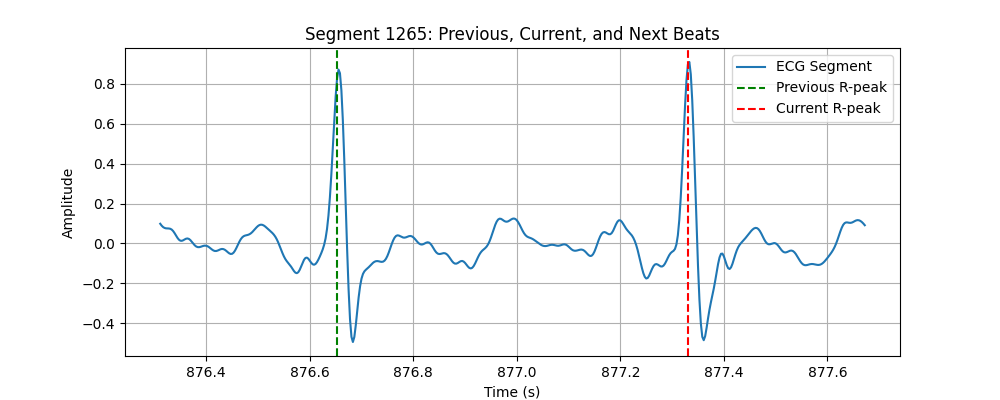 Segment 1265: Previous, Current, and Next Beats
ECG Segment
Previous R-peak
Current R-peak
Amplitude
0.8
0.6
0.4
0.2
0.0
−0.2
−0.4
876.4 876.6 876.8 877.0 877.2 877.4 877.6
Time (s)